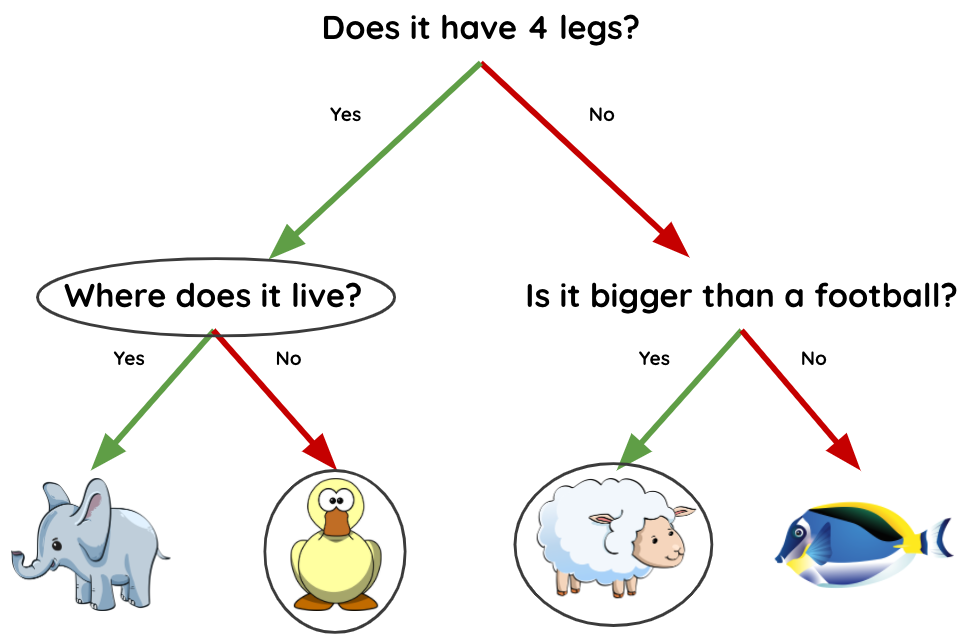 Does it have 4 legs?
Yes
No
Where does it live?
Is it bigger than a football?
Yes
No
Yes
No